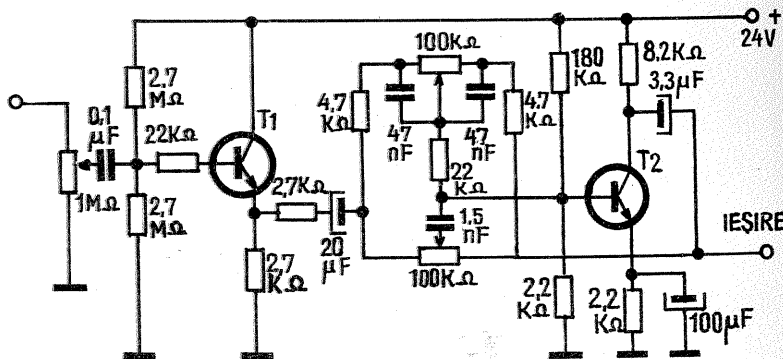 +
24V
100KΩ
180
KΩ
8,2KΩ
3,3µF
2,7
MΩ
0,1
µF
22KΩ
T1
4,7
KΩ
47
nF
47
nF
4,7
KΩ
22
KΩ
T2
1MΩ
2,7
MΩ
2,7KΩ
20
µF
1,5
nF
100KΩ
IEȘIRE
2,7
KΩ
2,2
KΩ
2,2
KΩ
100µF